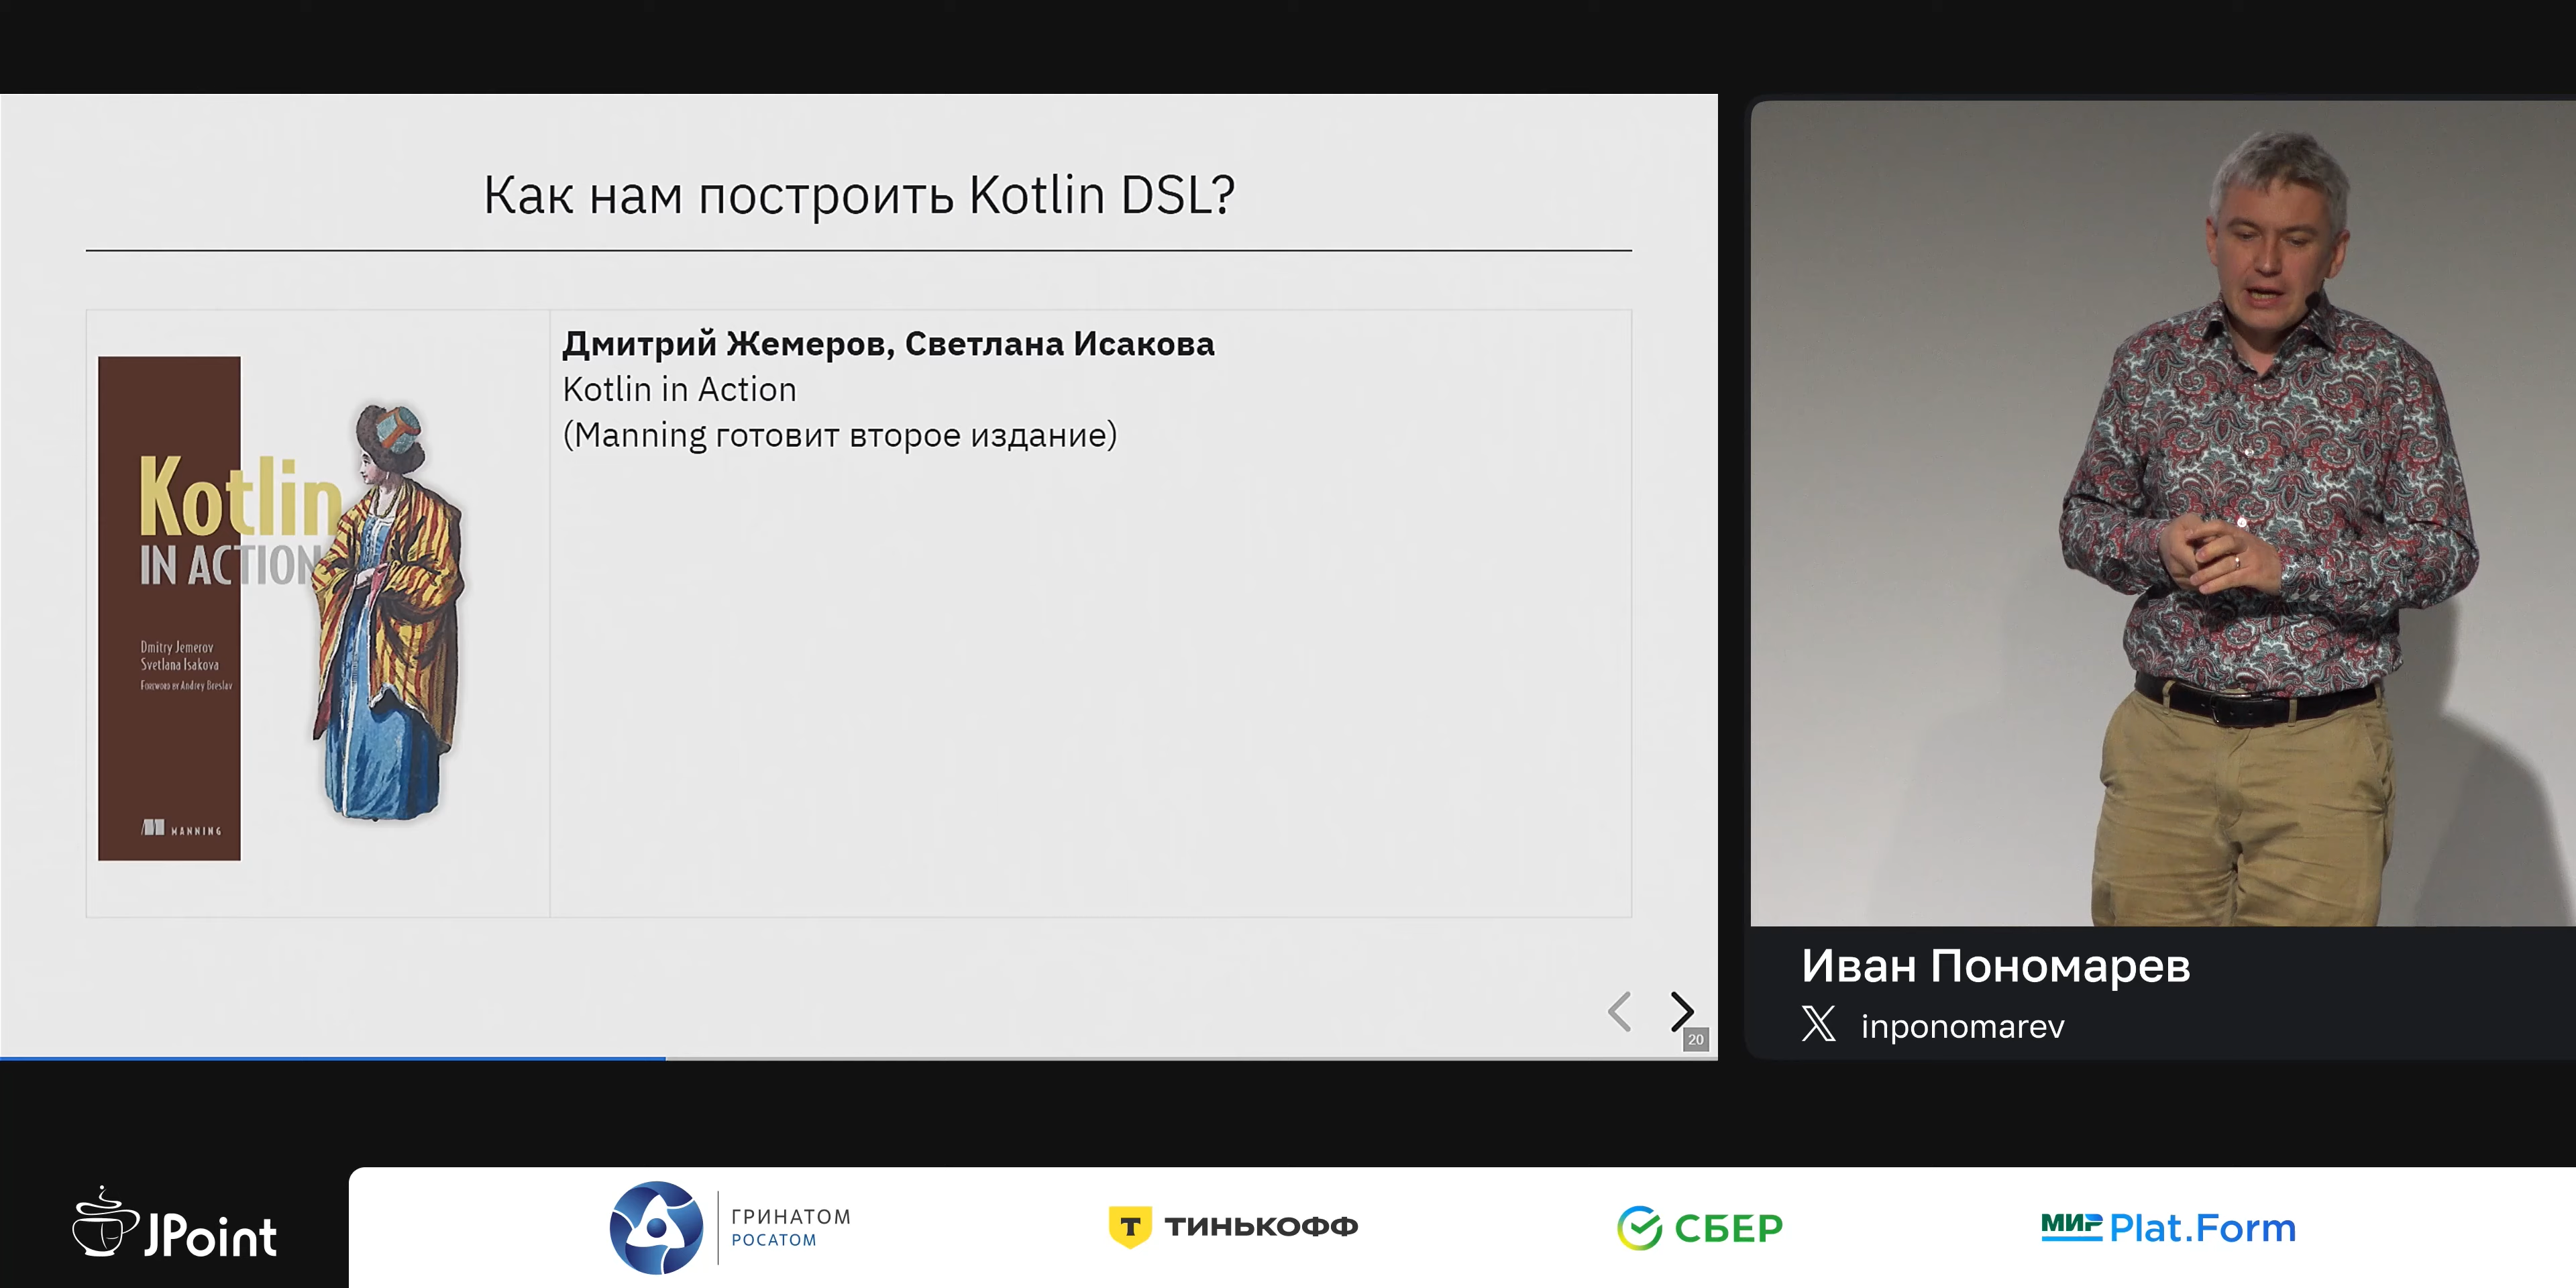 Как нам построить Kotlin DSL?
Kotlin
IN ACTION
Dmitry Jemerov
Svetlana Isakova
FOREWORD BY Andrey Breslav
MANNING
Дмитрий Жемеров, Светлана Исакова
Kotlin in Action
(Manning готовит второе издание)
20
Иван Пономарев
inponomarev
JPoint
ГРИНАТОМ
РОСАТОМ
Т ТИНЬКОФФ
СБЕР
МИР Plat.Form